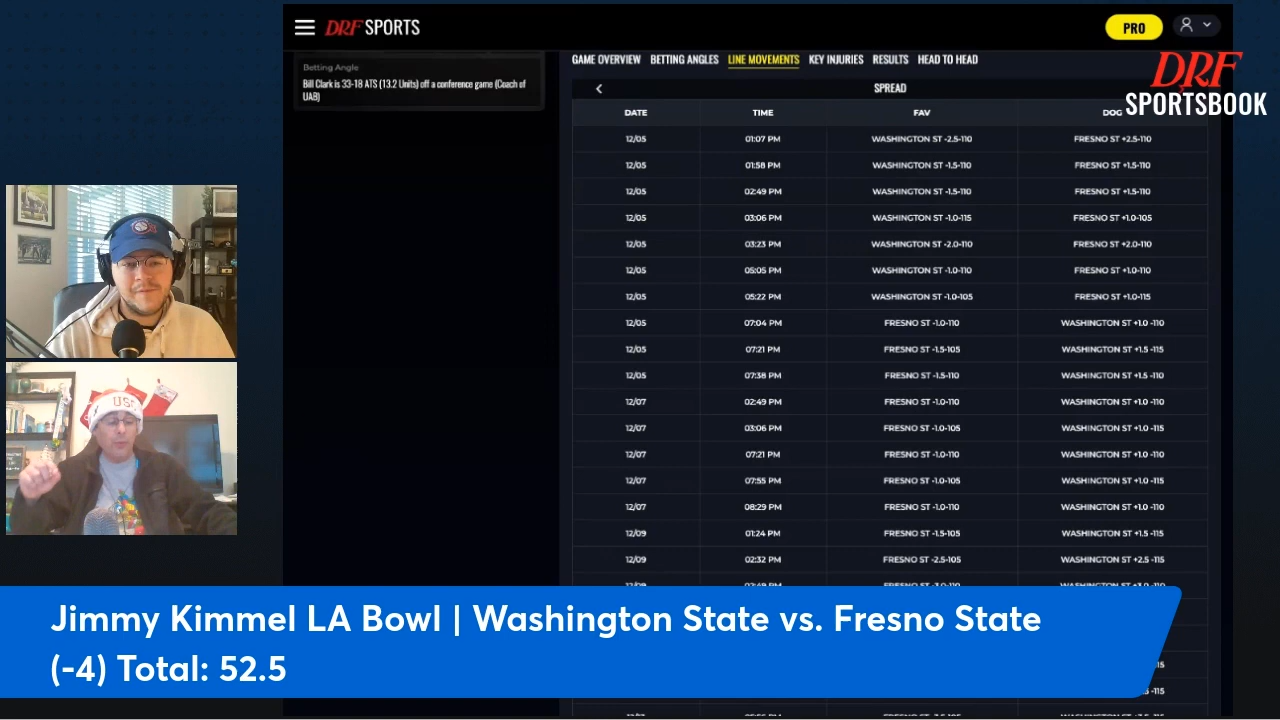 DRF SPORTS
PRO
Betting Angle
Bill Clark is 33-18 ATS (13.2 Units) off a conference game (Coach of
UAB)
GAME OVERVIEW BETTING ANGLES LINE MOVEMENTS KEY INJURIES RESULTS HEAD TO HEAD
DRF
SPORTSBOOK
SPREAD
DATE TIME FAV DOG
12/05 01:07 PM WASHINGTON ST -2.5-110 FRESNO ST +2.5-110
12/05 01:58 PM WASHINGTON ST -1.5-110 FRESNO ST +1.5-110
12/05 02:49 PM WASHINGTON ST -1.5-110 FRESNO ST +1.5-110
12/05 03:06 PM WASHINGTON ST -1.0-115 FRESNO ST +1.0-105
12/05 03:23 PM WASHINGTON ST -2.0-110 FRESNO ST +2.0-110
12/05 05:05 PM WASHINGTON ST -1.0-110 FRESNO ST +1.0-110
12/05 05:22 PM WASHINGTON ST -1.0-105 FRESNO ST +1.0-115
12/05 07:04 PM FRESNO ST -1.0-110 WASHINGTON ST +1.0 -110
12/05 07:21 PM FRESNO ST -1.5-105 WASHINGTON ST +1.5 -115
12/05 07:38 PM FRESNO ST -1.5-110 WASHINGTON ST +1.5 -110
12/07 02:49 PM FRESNO ST -1.0-110 WASHINGTON ST +1.0 -110
12/07 03:06 PM FRESNO ST -1.0-105 WASHINGTON ST +1.0 -115
12/07 07:21 PM FRESNO ST -1.0-110 WASHINGTON ST +1.0 -110
12/07 07:55 PM FRESNO ST -1.0-105 WASHINGTON ST +1.0 -115
12/07 08:29 PM FRESNO ST -1.0-110 WASHINGTON ST +1.0 -110
12/09 01:24 PM FRESNO ST -1.5-105 WASHINGTON ST +1.5 -115
12/09 02:32 PM FRESNO ST -2.5-105 WASHINGTON ST +2.5 -115
Jimmy Kimmel LA Bowl | Washington State vs. Fresno State
(-4) Total: 52.5